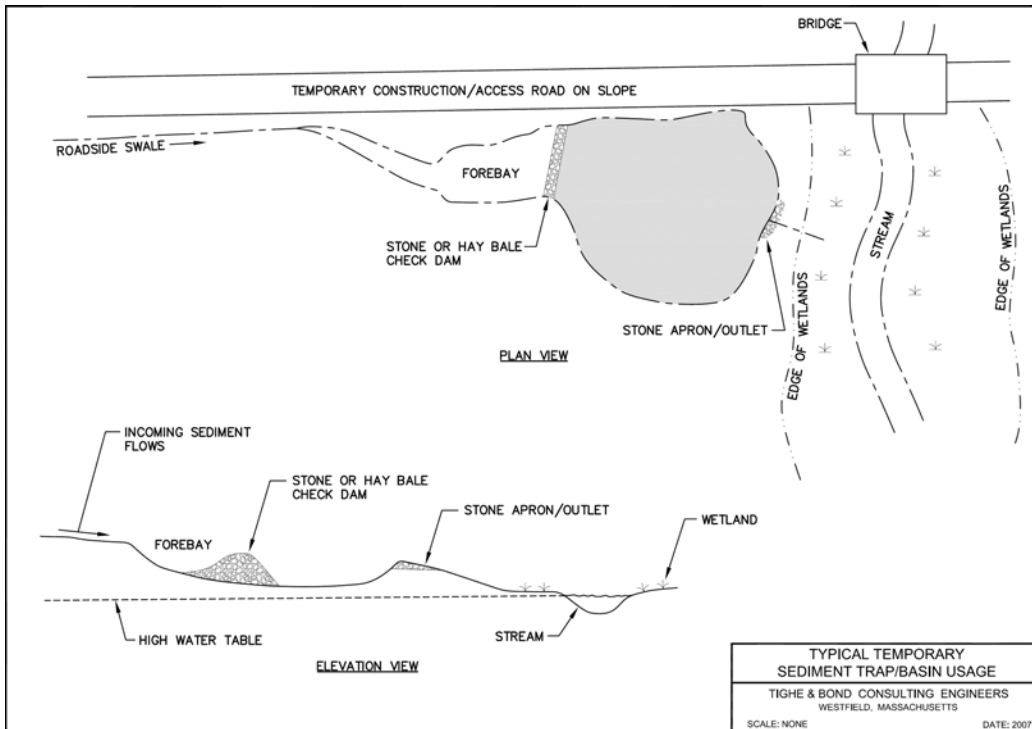 BRIDGE
TEMPORARY CONSTRUCTION/ACCESS ROAD ON SLOPE
ROADSIDE SWALE
FOREBAY
STONE OR HAY BALE
CHECK DAM
STONE APRON/OUTLET
EDGE OF WETLANDS
STREAM
EDGE OF WETLANDS
PLAN VIEW
INCOMING SEDIMENT
FLOWS
STONE OR HAY BALE
CHECK DAM
STONE APRON/OUTLET
WETLAND
FOREBAY
HIGH WATER TABLE
STREAM
ELEVATION VIEW
TYPICAL TEMPORARY
SEDIMENT TRAP/BASIN USAGE
TIGHE & BOND CONSULTING ENGINEERS
WESTFIELD, MASSACHUSETTS
SCALE: NONE DATE: 2007